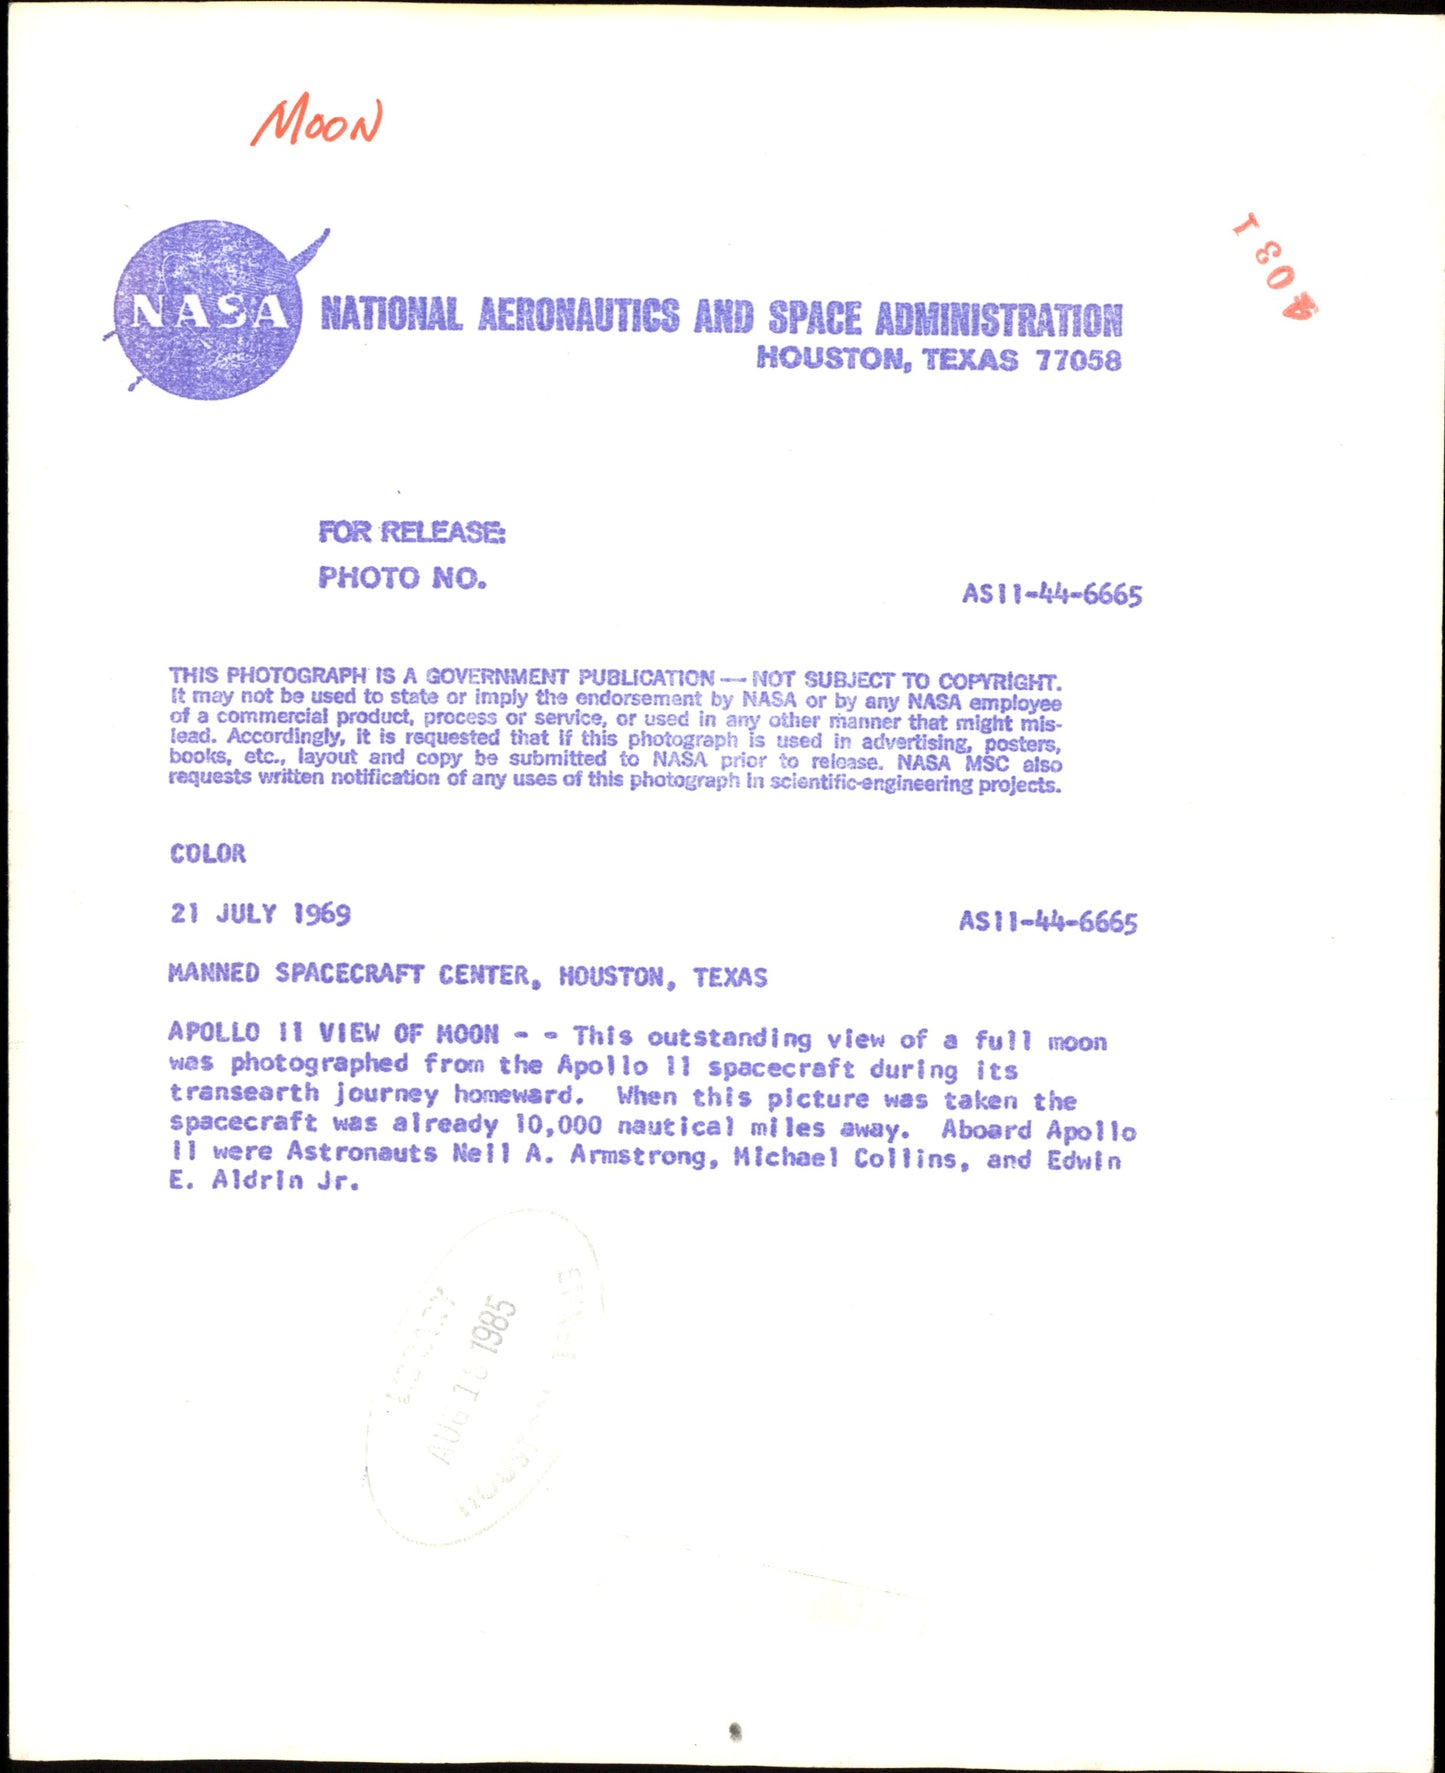 MOON
4031
NASA
NATIONAL AERONAUTICS AND SPACE ADMINISTRATION
HOUSTON, TEXAS 77058
FOR RELEASE:
PHOTO NO.
AS11-44-6665
THIS PHOTOGRAPH IS A GOVERNMENT PUBLICATION — NOT SUBJECT TO COPYRIGHT.
It may not be used to state or imply the endorsement by NASA or by any NASA employee
of a commercial product, process or service, or used in any other manner that might mis-
lead. Accordingly, it is requested that if this photograph is used in advertising, posters,
books, etc., layout and copy be submitted to NASA prior to release. NASA MSC also
requests written notification of any uses of this photograph in scientific-engineering projects.
COLOR
21 JULY 1969
AS11-44-6665
MANNED SPACECRAFT CENTER, HOUSTON, TEXAS
APOLLO 11 VIEW OF MOON - - This outstanding view of a full moon
was photographed from the Apollo 11 spacecraft during its
transearth journey homeward.  When this picture was taken the
spacecraft was already 10,000 nautical miles away.  Aboard Apollo
11 were Astronauts Neil A. Armstrong, Michael Collins, and Edwin
E. Aldrin Jr.
LIBRARY
AUG 1 1985
HOUSTON TEXAS